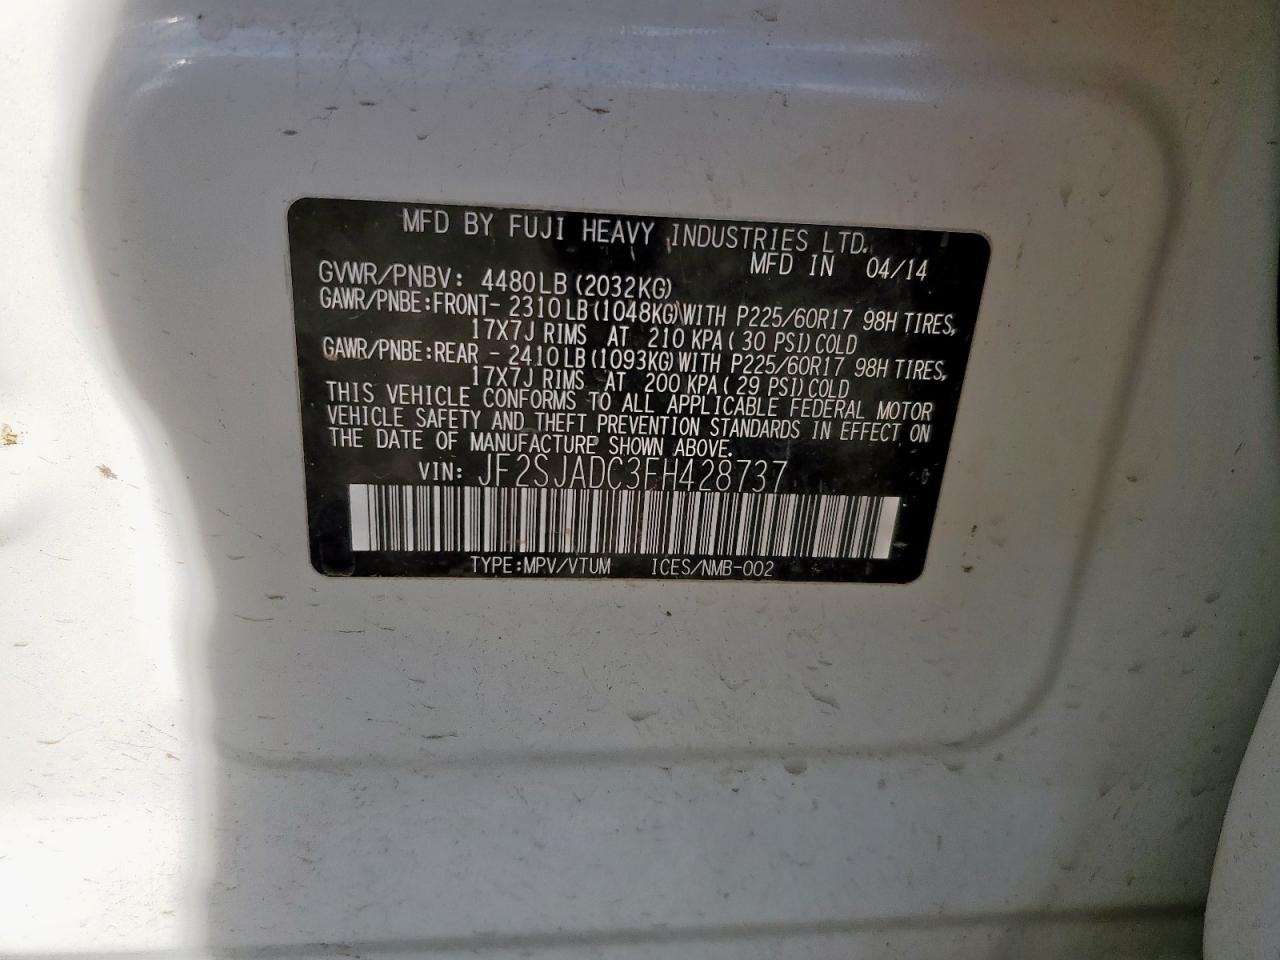 MFD BY FUJI HEAVY INDUSTRIES LTD.
MFD IN 04/14
GVWR/PNBV: 4480LB (2032KG)
GAWR/PNBE:FRONT- 2310LB(1048KG)WITH P225/60R17 98H TIRES,
17X7J RIMS AT 210 KPA( 30 PSI)COLD
GAWR/PNBE:REAR - 2410LB(1093KG)WITH P225/60R17 98H TIRES,
17X7J RIMS AT 200 KPA( 29 PSI)COLD
THIS VEHICLE CONFORMS TO ALL APPLICABLE FEDERAL MOTOR
VEHICLE SAFETY AND THEFT PREVENTION STANDARDS IN EFFECT ON
THE DATE OF MANUFACTURE SHOWN ABOVE.
VIN: JF2SJADC3FH428737
TYPE:MPV/VTUM ICES/NMB-002